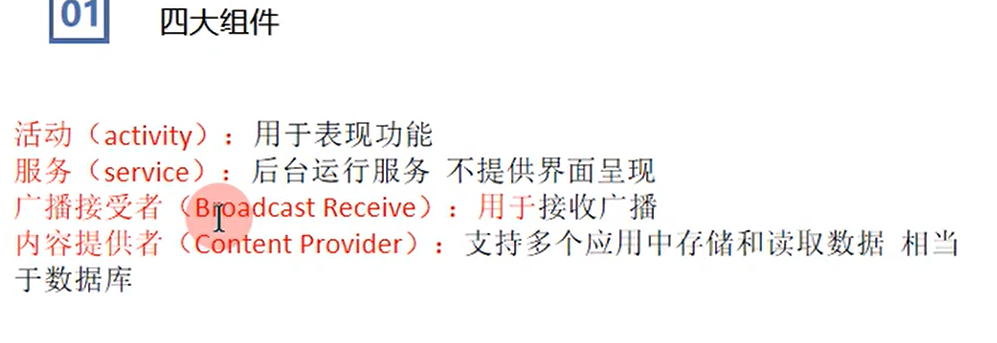 01
四大组件
活动（activity）：用于表现功能
服务（service）：后台运行服务 不提供界面呈现
广播接受者（Broadcast Receive）：用于接收广播
内容提供者（Content Provider）：支持多个应用中存储和读取数据 相当
于数据库